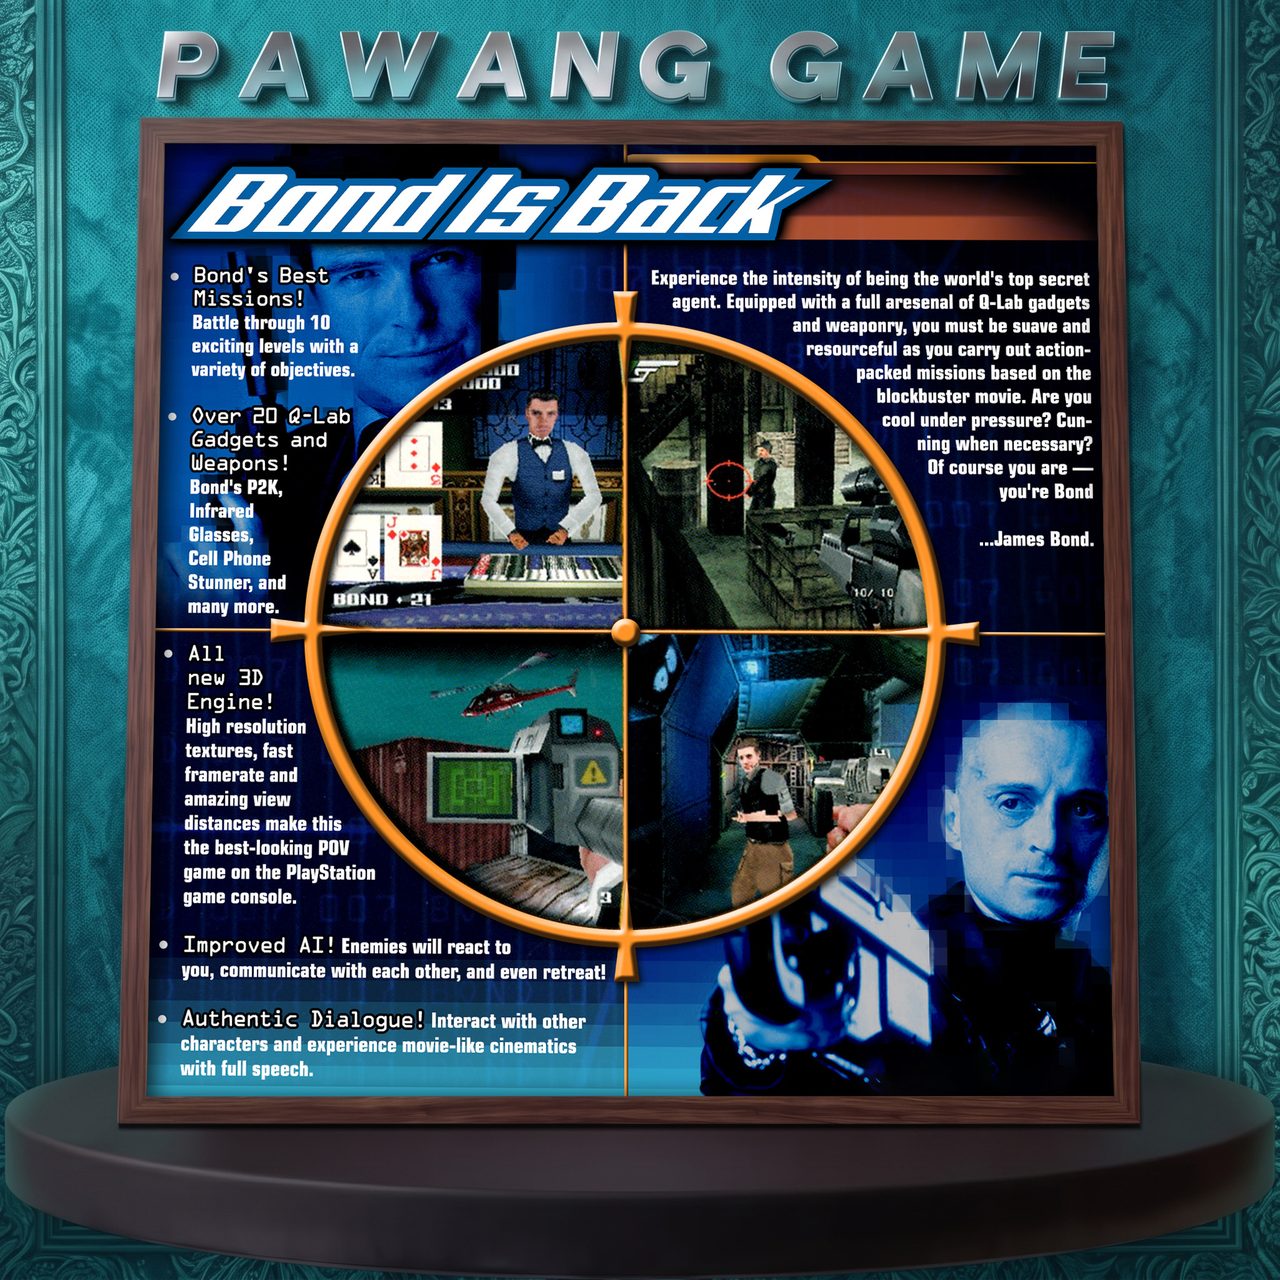 PAWANG GAME
Bond Is Back
• Bond's Best
Missions!
Battle through 10
exciting levels with a
variety of objectives.
• Over 20 Q-Lab
Gadgets and
Weapons!
Bond's P2K,
Infrared
Glasses,
Cell Phone
Stunner, and
many more.
• All
new 3D
Engine!
High resolution
textures, fast
framerate and
amazing view
distances make this
the best-looking POV
game on the PlayStation
game console.
• Improved AI! Enemies will react to
you, communicate with each other, and even retreat!
• Authentic Dialogue! Interact with other
characters and experience movie-like cinematics
with full speech.
Experience the intensity of being the world's top secret
agent. Equipped with a full aresenal of Q-Lab gadgets
and weaponry, you must be suave and
resourceful as you carry out action-
packed missions based on the
blockbuster movie. Are you
cool under pressure? Cun-
ning when necessary?
Of course you are —
you're Bond
...James Bond.
J
A
J
BOND • 21
10/ 10
3